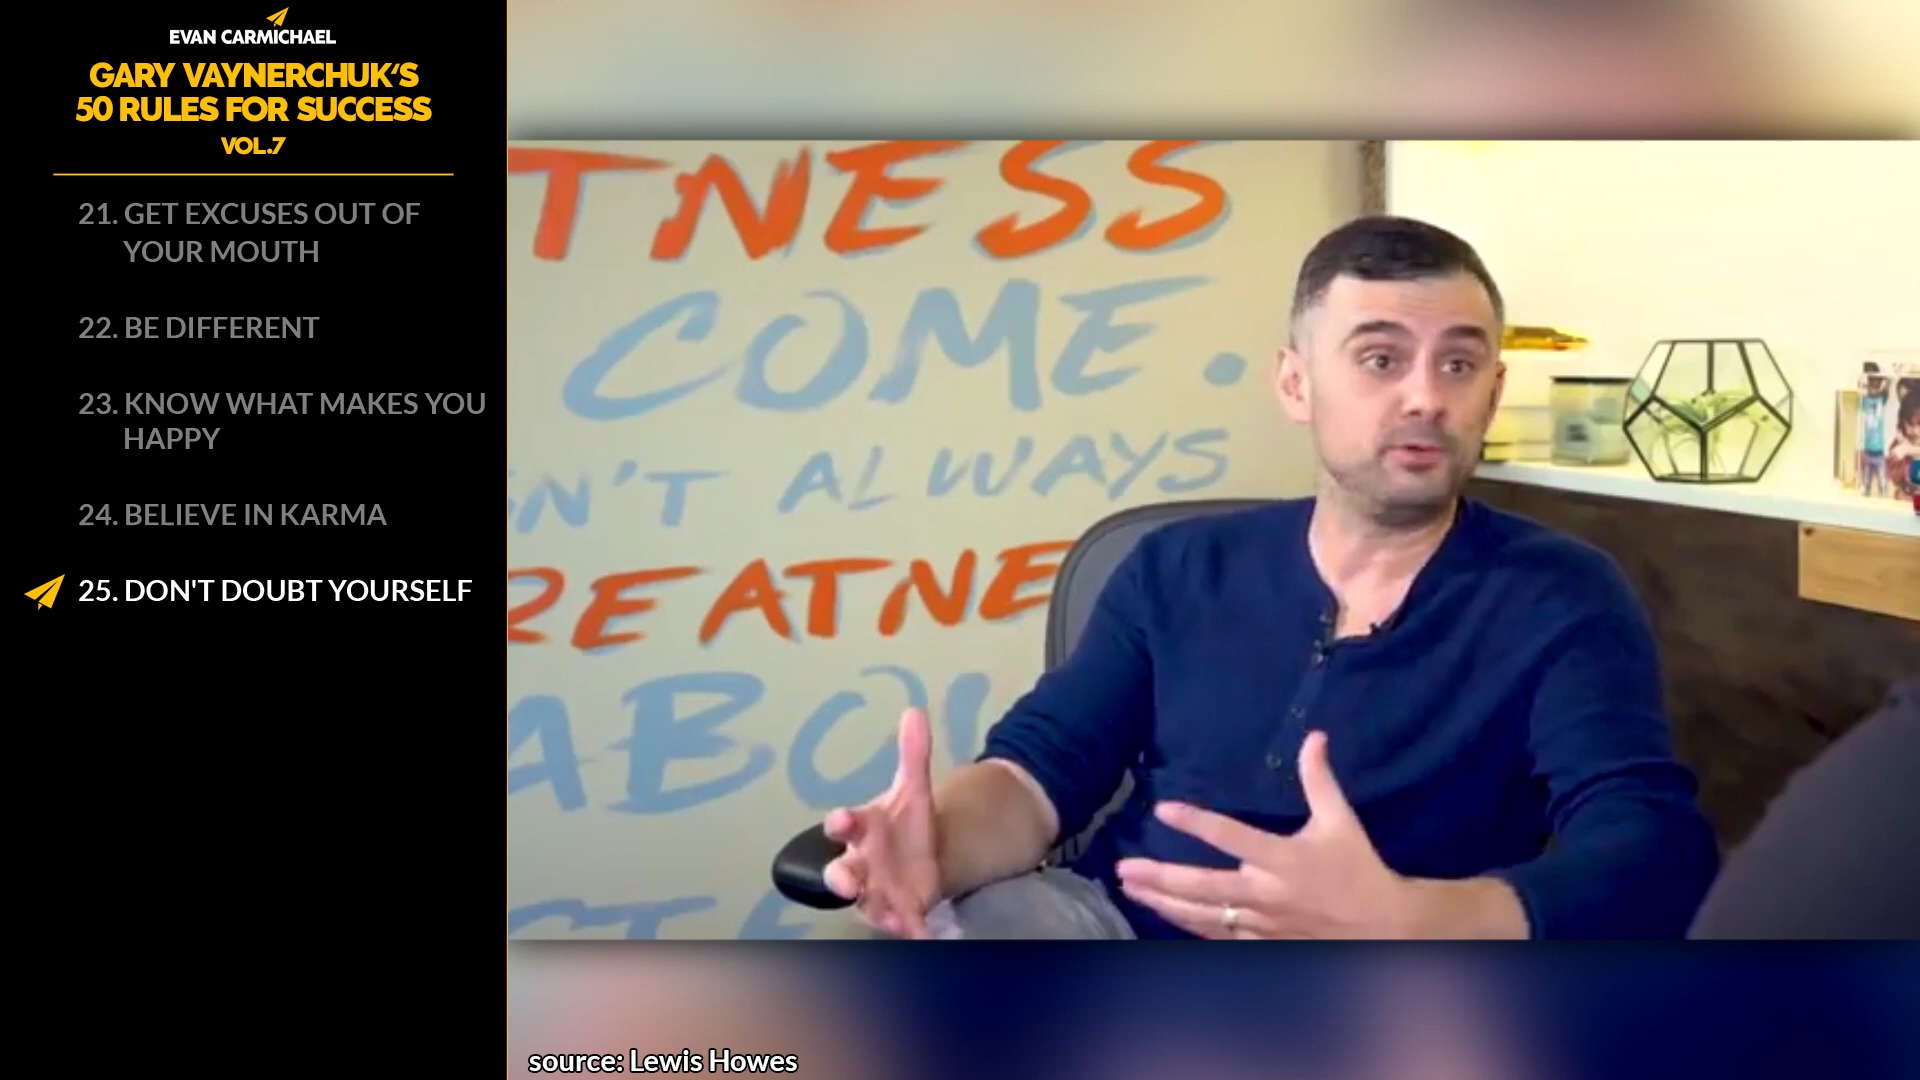 EVAN CARMICHAEL
GARY VAYNERCHUK'S
50 RULES FOR SUCCESS
VOL.7
21. GET EXCUSES OUT OF
YOUR MOUTH
22. BE DIFFERENT
23. KNOW WHAT MAKES YOU
HAPPY
24. BELIEVE IN KARMA
25. DON'T DOUBT YOURSELF
TNESS
COME.
N'T ALWAYS
REATNE
ABOU
source: Lewis Howes